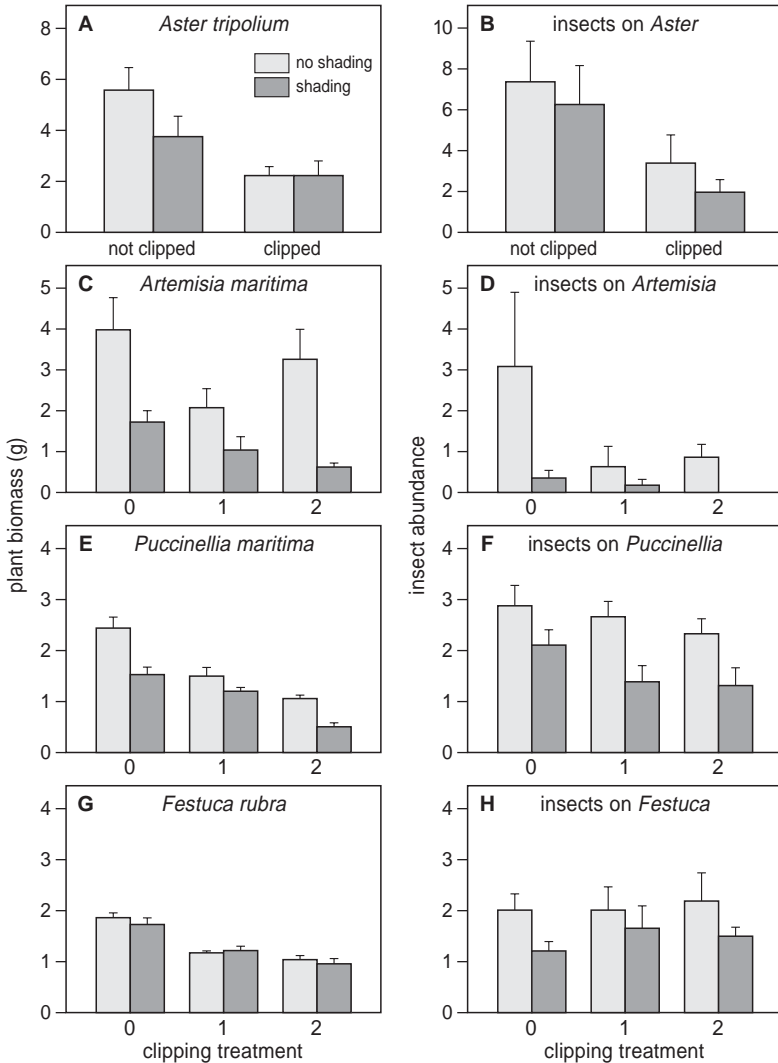 A Aster tripolium
no shading
shading
8
6
4
2
0
not clipped clipped
B insects on Aster
10
8
6
4
2
0
not clipped clipped
C Artemisia maritima
5
4
3
2
1
0
0 1 2
D insects on Artemisia
5
4
3
2
1
0
0 1 2
plant biomass (g)
insect abundance
E Puccinellia maritima
4
3
2
1
0
0 1 2
F insects on Puccinellia
4
3
2
1
0
0 1 2
G Festuca rubra
4
3
2
1
0
0 1 2
clipping treatment
H insects on Festuca
4
3
2
1
0
0 1 2
clipping treatment